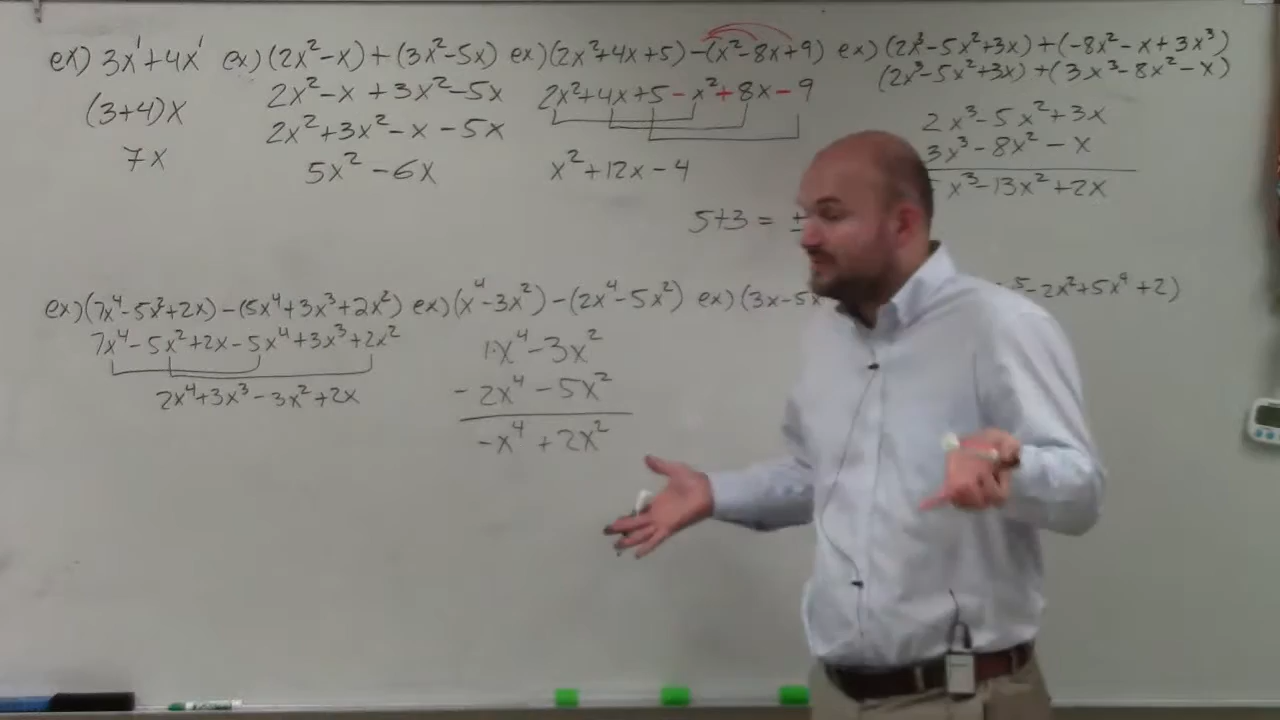 ex) 3x¹+4x¹
(3+4)x
7x
ex) (2x²-x)+(3x²-5x)
2x²-x+3x²-5x
2x²+3x²-x-5x
5x²-6x
ex) (2x²+4x+5)-(x²-8x+9)
2x²+4x+5-x²+8x-9
x²+12x-4
5+3=±
ex) (2x³-5x²+3x)+(-8x²-x+3x³)
(2x³-5x²+3x)+(3x³-8x²-x)
2x³-5x²+3x
3x³-8x²-x
x³-13x²+2x
ex) (7x⁴-5x²+2x)-(5x⁴+3x³+2x²)
7x⁴-5x²+2x-5x⁴+3x³+2x²
2x⁴+3x³-3x²+2x
ex) (x⁴-3x²)-(2x⁴-5x²)
1x⁴-3x²
-2x⁴-5x²
-x⁴+2x²
ex) (3x-5x -2x²+5x⁴+2)